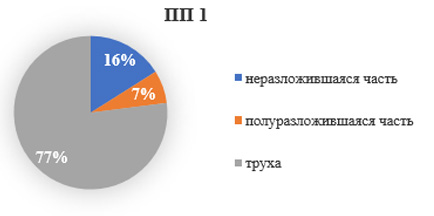 ПП 1
16%
7%
77%
неразложившаяся часть
полуразложившаяся часть
труха